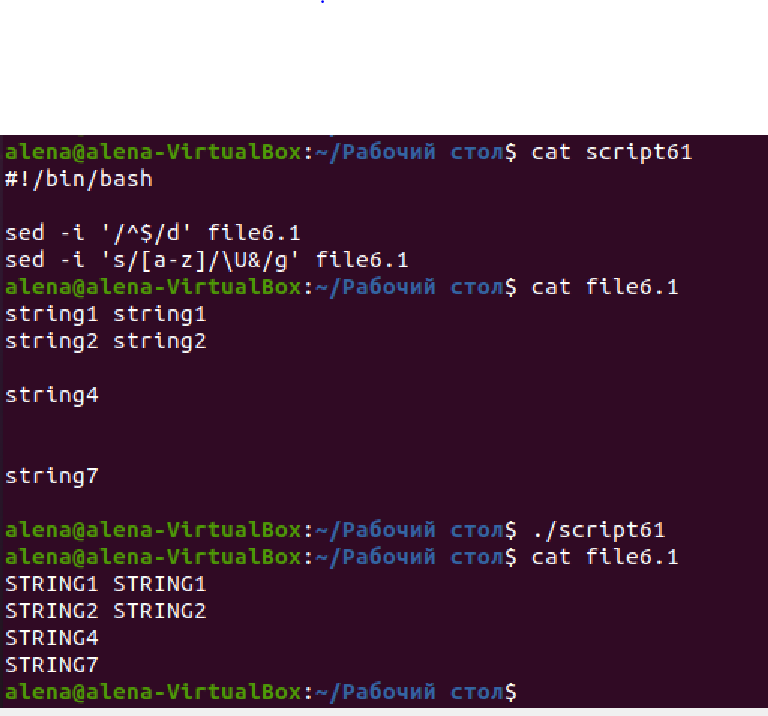 alena@alena-VirtualBox:~/Рабочий стол$ cat script61
#!/bin/bash
sed -i '/^$/d' file6.1
sed -i 's/[a-z]/\U&/g' file6.1
alena@alena-VirtualBox:~/Рабочий стол$ cat file6.1
string1 string1
string2 string2
string4
string7
alena@alena-VirtualBox:~/Рабочий стол$ ./script61
alena@alena-VirtualBox:~/Рабочий стол$ cat file6.1
STRING1 STRING1
STRING2 STRING2
STRING4
STRING7
alena@alena-VirtualBox:~/Рабочий стол$